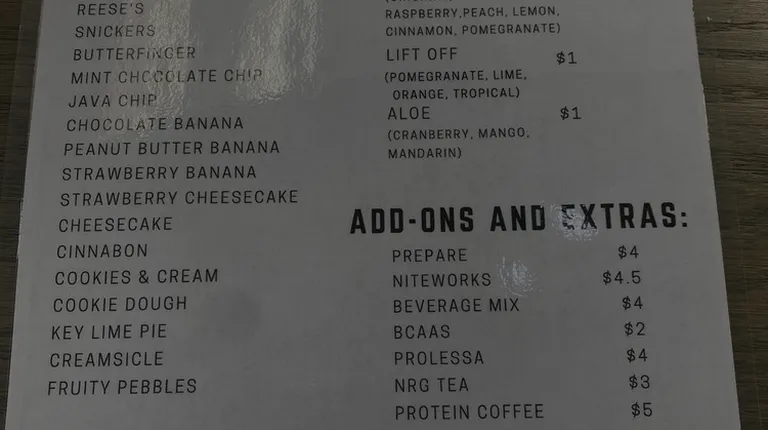 REESE'S
SNICKERS
BUTTERFINGER
MINT CHOCOLATE CHIP
JAVA CHIP
CHOCOLATE BANANA
PEANUT BUTTER BANANA
STRAWBERRY BANANA
STRAWBERRY CHEESECAKE
CHEESECAKE
CINNABON
COOKIES & CREAM
COOKIE DOUGH
KEY LIME PIE
CREAMSICLE
FRUITY PEBBLES
RASPBERRY,PEACH, LEMON,
CINNAMON, POMEGRANATE)
LIFT OFF $1
(POMEGRANATE, LIME,
ORANGE, TROPICAL)
ALOE $1
(CRANBERRY, MANGO,
MANDARIN)
ADD-ONS AND EXTRAS:
PREPARE $4
NITEWORKS $4.5
BEVERAGE MIX $4
BCAAS $2
PROLESSA $4
NRG TEA $3
PROTEIN COFFEE $5